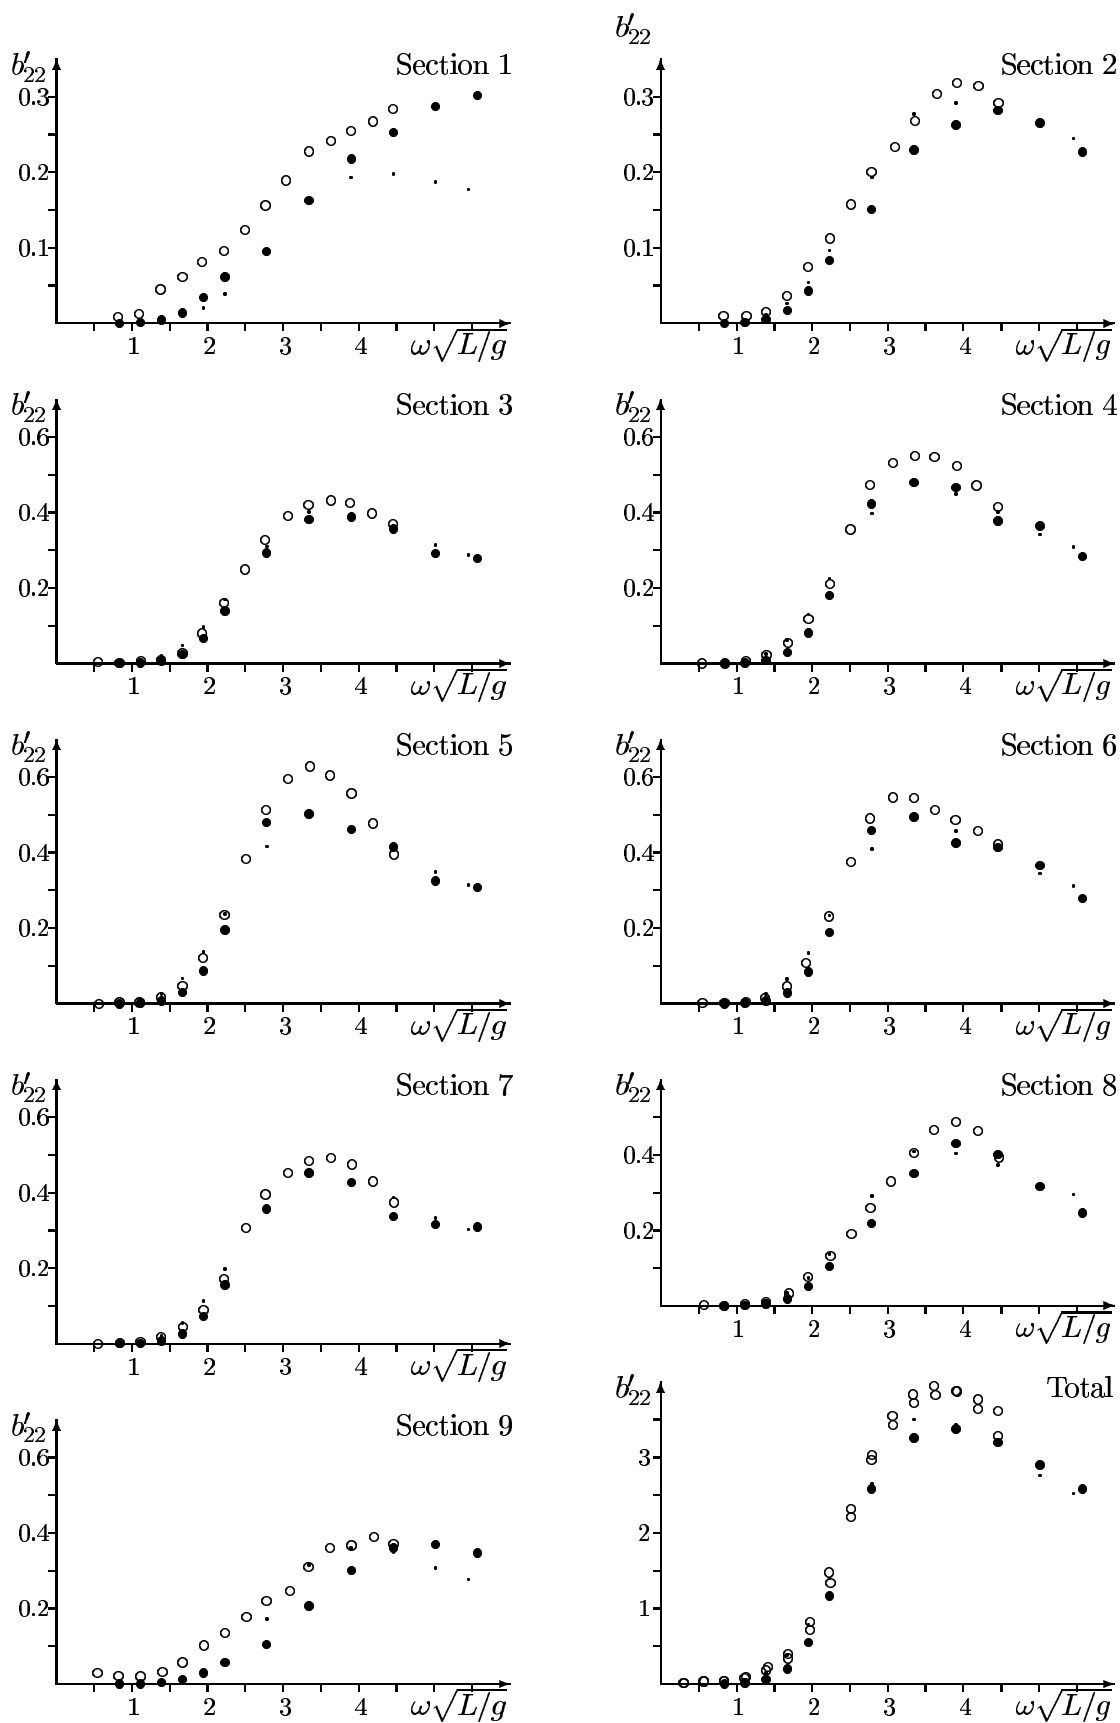 b′22 Section 1
0.3
0.2
0.1
1 2 3 4 ω√L/g
b′22
Section 2
0.3
0.2
0.1
1 2 3 4 ω√L/g
b′22 Section 3
0.6
0.4
0.2
1 2 3 4 ω√L/g
b′22 Section 4
0.6
0.4
0.2
1 2 3 4 ω√L/g
b′22 Section 5
0.6
0.4
0.2
1 2 3 4 ω√L/g
b′22 Section 6
0.6
0.4
0.2
1 2 3 4 ω√L/g
b′22 Section 7
0.6
0.4
0.2
1 2 3 4 ω√L/g
b′22 Section 8
0.4
0.2
1 2 3 4 ω√L/g
b′22 Section 9
0.6
0.4
0.2
1 2 3 4 ω√L/g
b′22 Total
3
2
1
1 2 3 4 ω√L/g